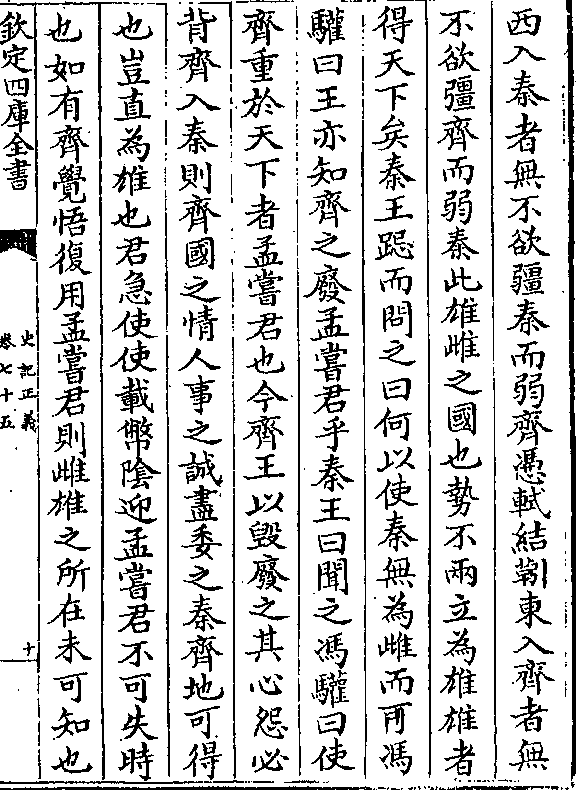 西入秦者無不欲彊秦而弱齊憑軾結靷東入齊者無
不欲彊齊而弱秦此雄雌之國也勢不兩立為雄雄者
得天下矣秦王跽而問之曰何以使秦無為雌而可馮
驩曰王亦知齊之廢孟嘗君乎秦王曰聞之馮驩曰使
齊重於天下者孟嘗君也今齊王以毁廢之其心怨必
背齊入秦則齊國之情人事之誠盡委之秦齊地可得
也豈直為雄也君急使使載幣陰迎孟嘗君不可失時
也如有齊覺悟復用孟嘗君則雌雄之所在未可知也
欽定四庫全書
史記正義
卷七十五
十